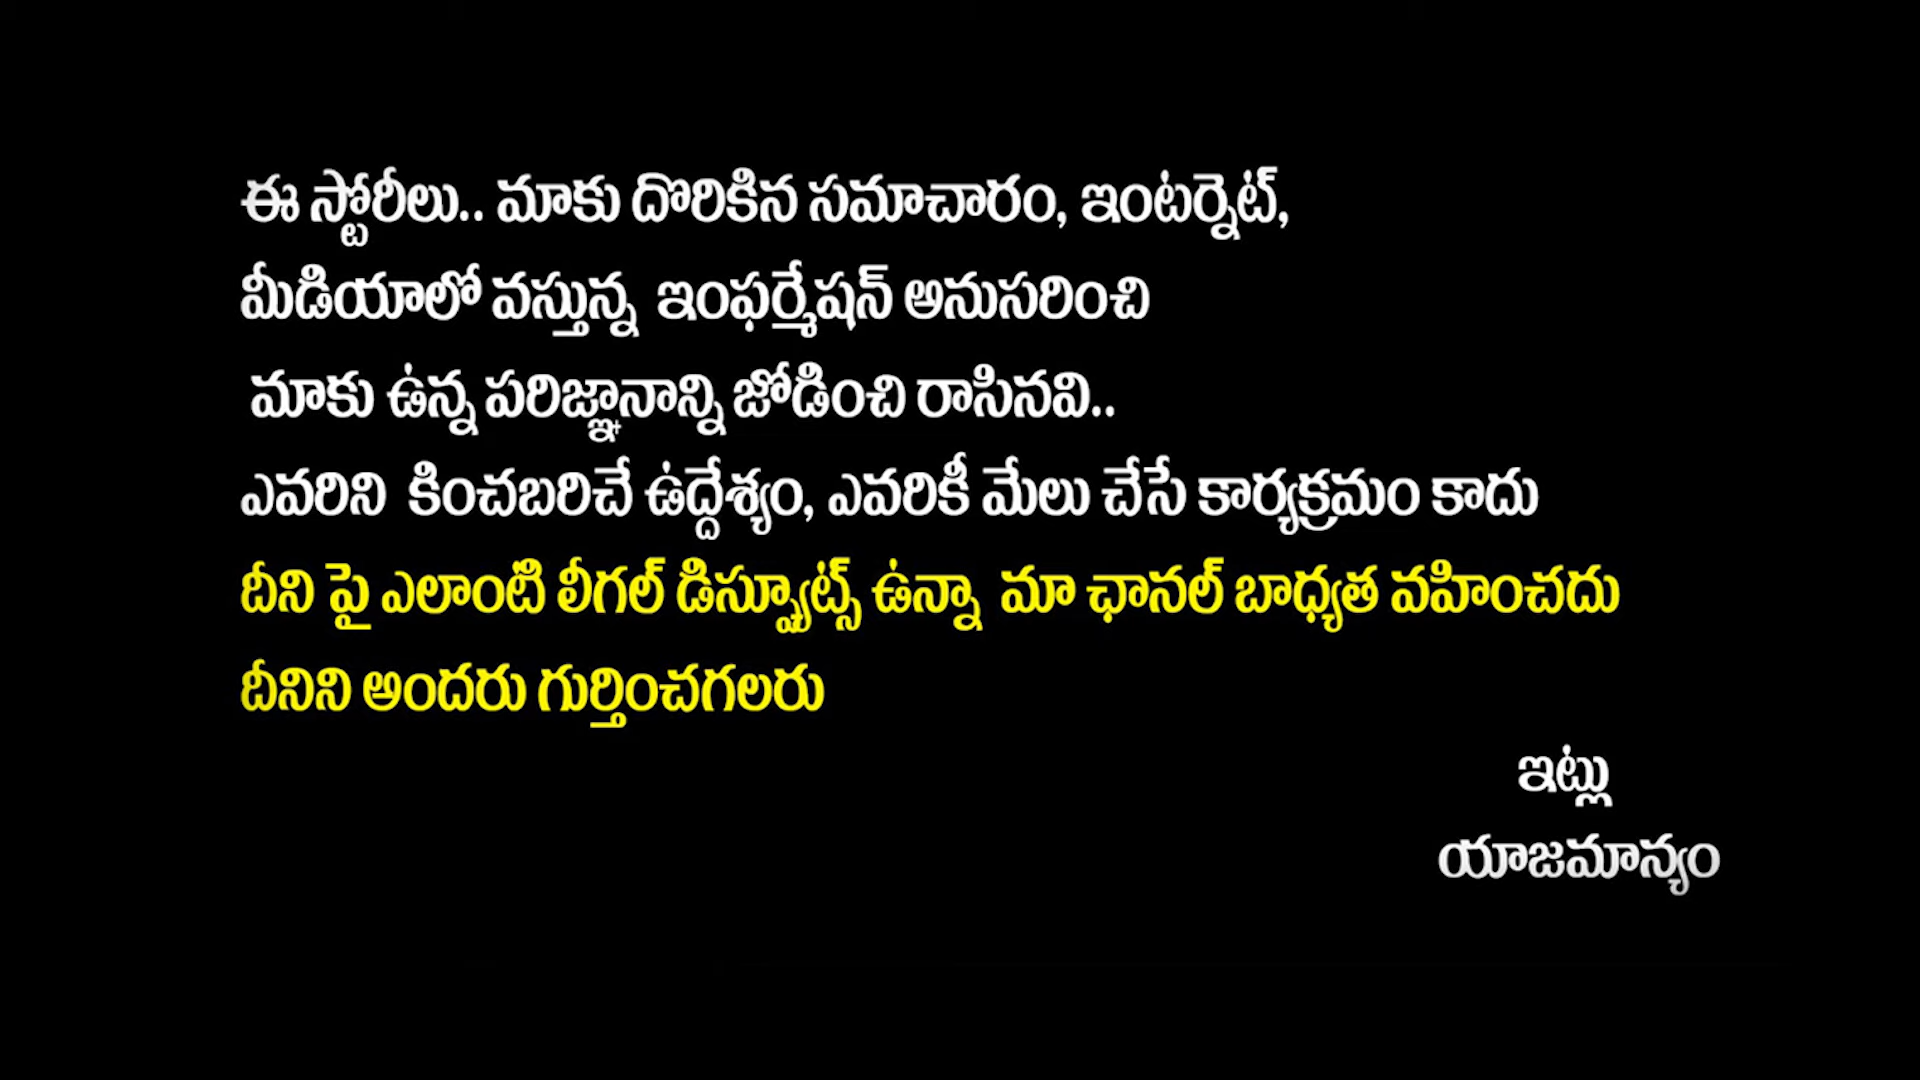 ఈ స్టోరీలు.. మాకు దొరికిన సమాచారం, ఇంటర్నెట్,
మీడియాలో వస్తున్న ఇంఫర్మేషన్ అనుసరించి
మాకు ఉన్న పరిజ్ఞానాన్ని జోడించి రాసినవి..
ఎవరిని కించబరిచే ఉద్దేశ్యం, ఎవరికీ మేలు చేసే కార్యక్రమం కాదు
దీని పై ఎలాంటి లీగల్ డిస్ప్యూట్స్ ఉన్నా మా ఛానల్ బాధ్యత వహించదు
దీనిని అందరు గుర్తించగలరు
ఇట్లు
యాజమాన్యం